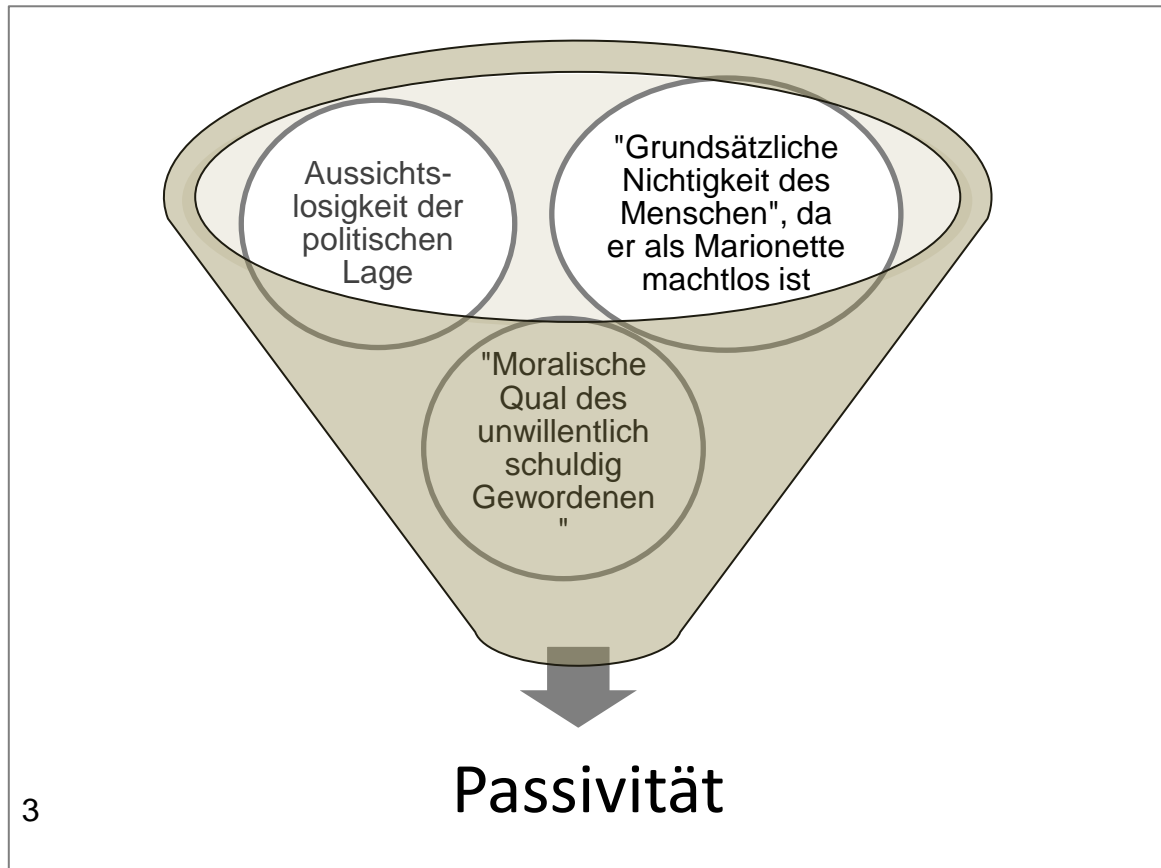 Aussichts-
losigkeit der
politischen
Lage
"Grundsätzliche
Nichtigkeit des
Menschen", da
er als Marionette
machtlos ist
"Moralische
Qual des
unwillentlich
schuldig
Gewordenen
"
Passivität
3